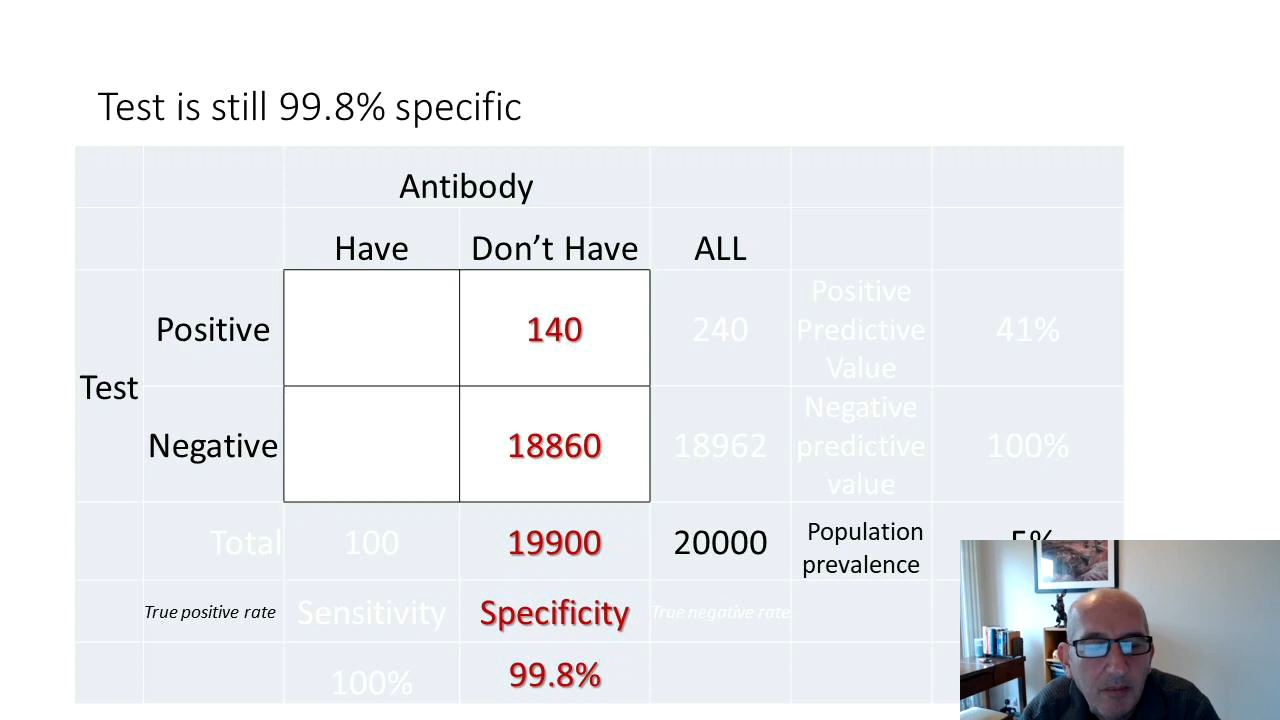 Test is still 99.8% specific
Antibody
Have Don't Have ALL
Test
Positive 140 240 Positive Predictive Value 41%
Negative 18860 18962 Negative predictive value 100%
Total 100 19900 20000 Population prevalence 5%
True positive rate Sensitivity Specificity True negative rate
100% 99.8%